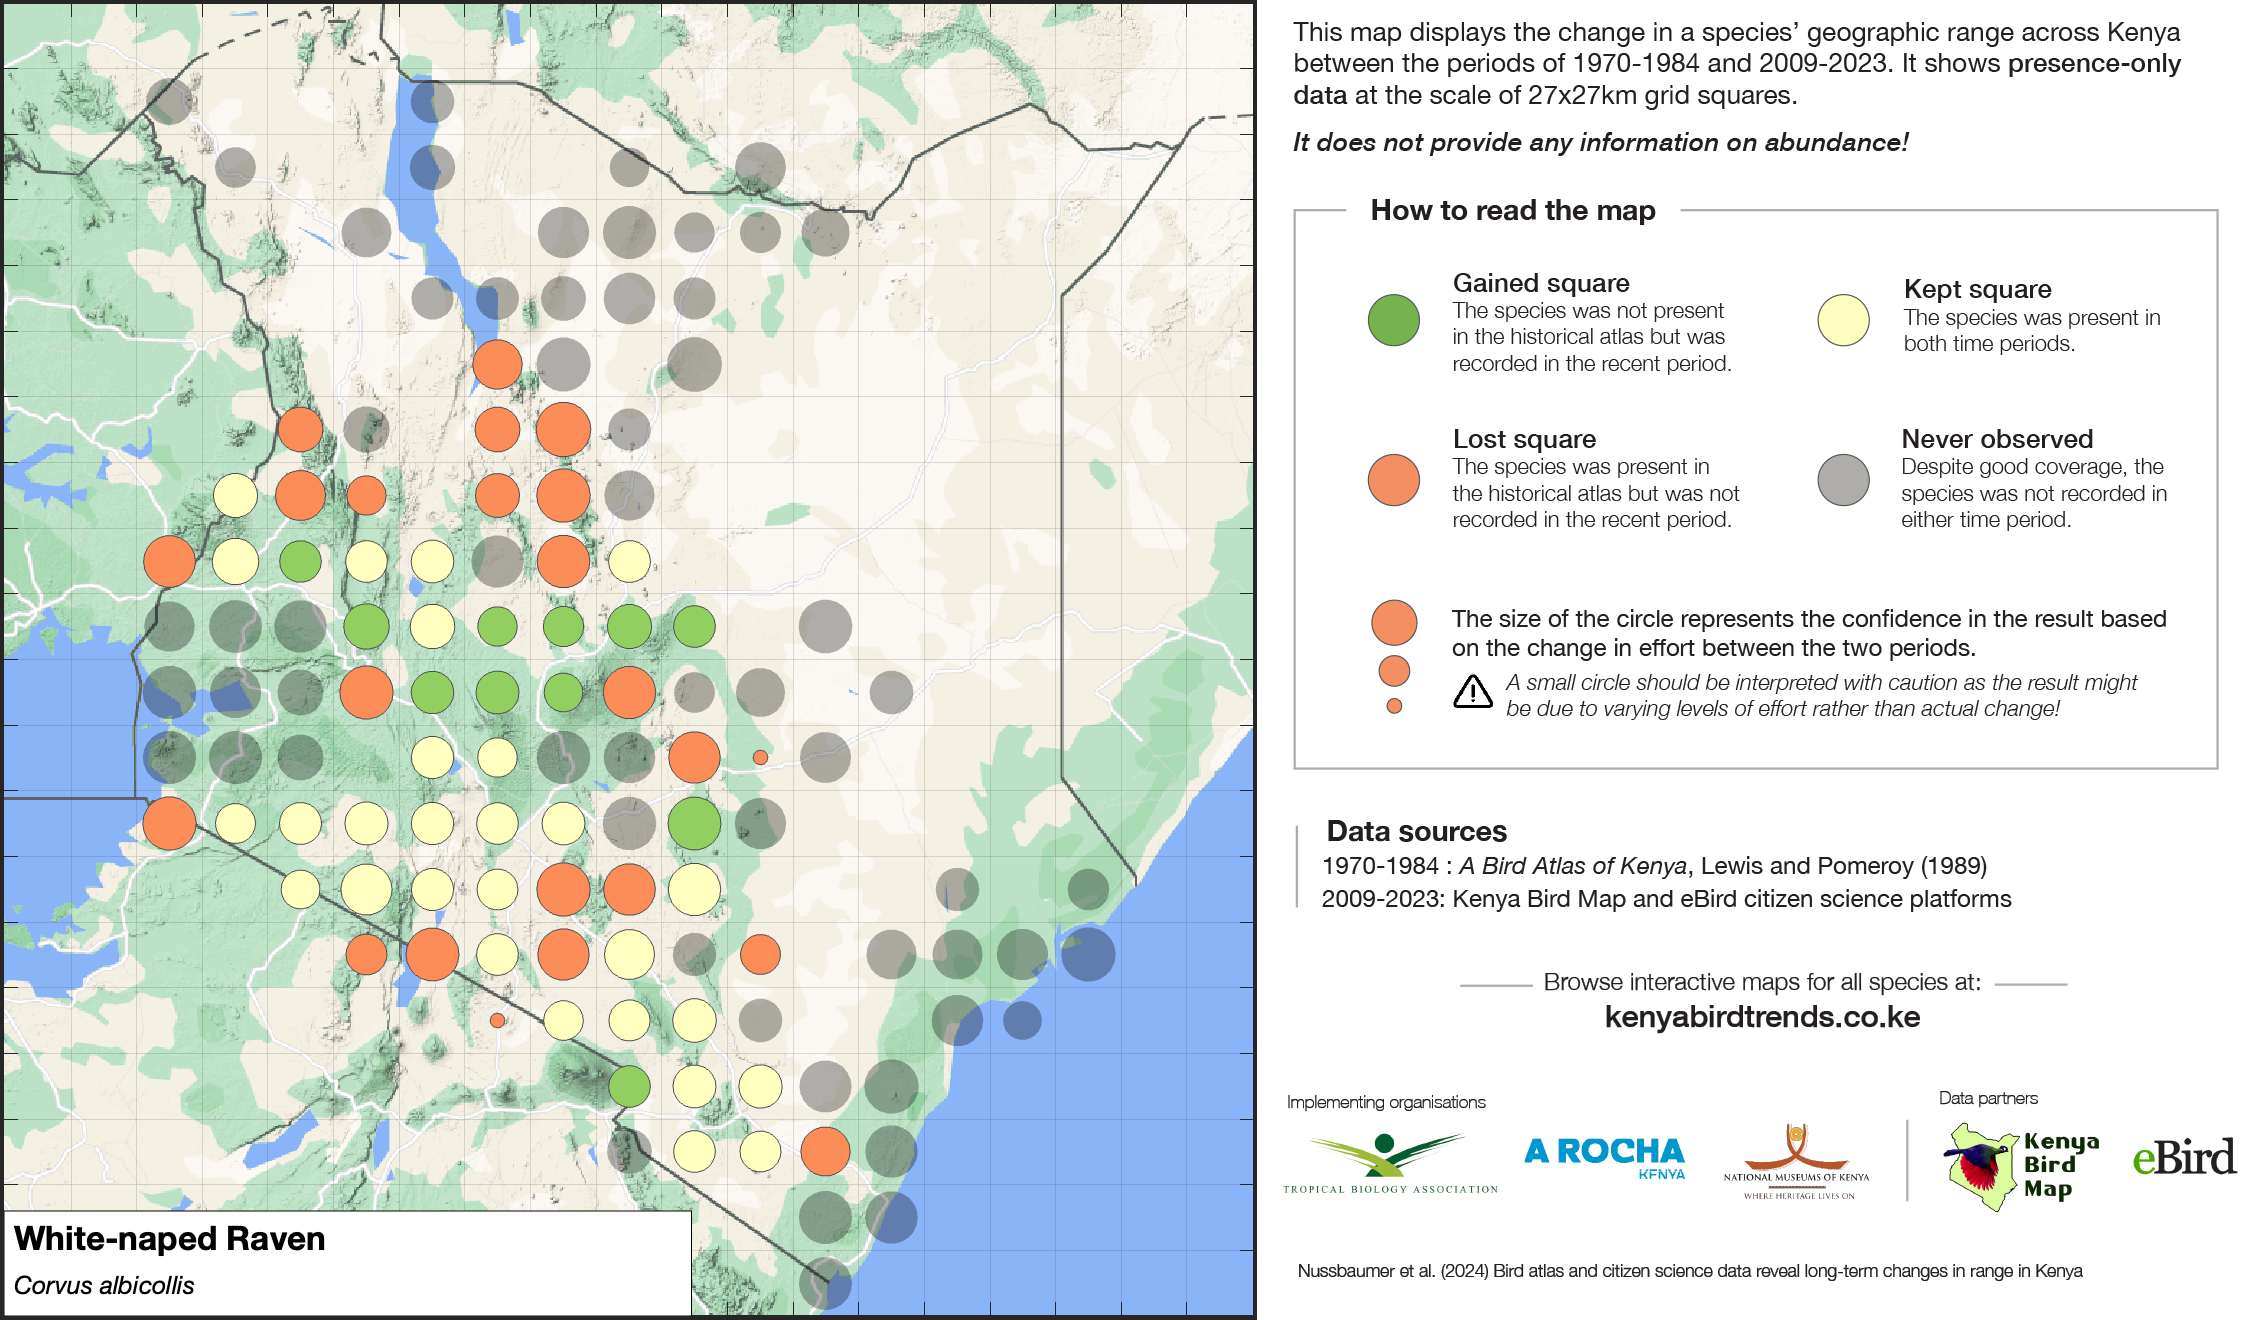 This map displays the change in a species’ geographic range across Kenya
between the periods of 1970-1984 and 2009-2023. It shows presence-only
data at the scale of 27x27km grid squares.
It does not provide any information on abundance!
How to read the map
Gained square
The species was not present
in the historical atlas but was
recorded in the recent period.
Kept square
The species was present in
both time periods.
Lost square
The species was present in
the historical atlas but was not
recorded in the recent period.
Never observed
Despite good coverage, the
species was not recorded in
either time period.
The size of the circle represents the confidence in the result based
on the change in effort between the two periods.
A small circle should be interpreted with caution as the result might
be due to varying levels of effort rather than actual change!
Data sources
1970-1984 : A Bird Atlas of Kenya, Lewis and Pomeroy (1989)
2009-2023: Kenya Bird Map and eBird citizen science platforms
Browse interactive maps for all species at:
kenyabirdtrends.co.ke
Implementing organisations
TROPICAL BIOLOGY ASSOCIATION
A ROCHA
KENYA
NATIONAL MUSEUMS OF KENYA
WHERE HERITAGE LIVES ON
Data partners
Kenya
Bird
Map
eBird
Nussbaumer et al. (2024) Bird atlas and citizen science data reveal long-term changes in range in Kenya
White-naped Raven
Corvus albicollis